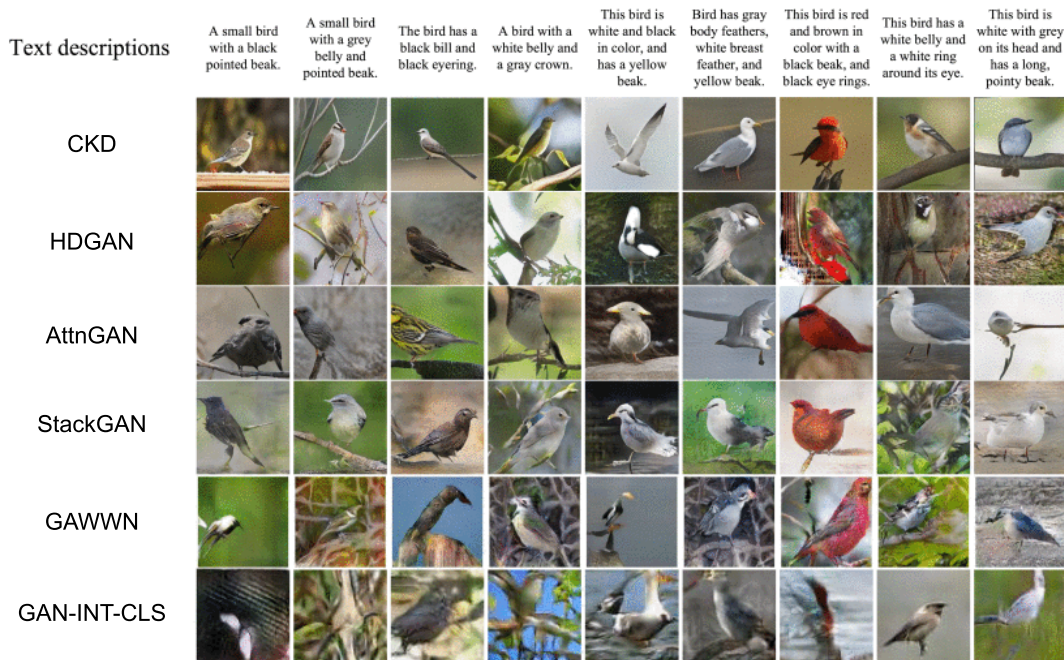 Text descriptions
A small bird
with a black
pointed beak.
A small bird
with a grey
belly and
pointed beak.
The bird has a
black bill and
black eyering.
A bird with a
white belly and
a gray crown.
This bird is
white and black
in color, and
has a yellow
beak.
Bird has gray
body feathers,
white breast
feather, and
yellow beak.
This bird is red
and brown in
color with a
black beak, and
black eye rings.
This bird has a
white belly and
a white ring
around its eye.
This bird is
white with grey
on its head and
has a long,
pointy beak.
CKD
HDGAN
AttnGAN
StackGAN
GAWWN
GAN-INT-CLS